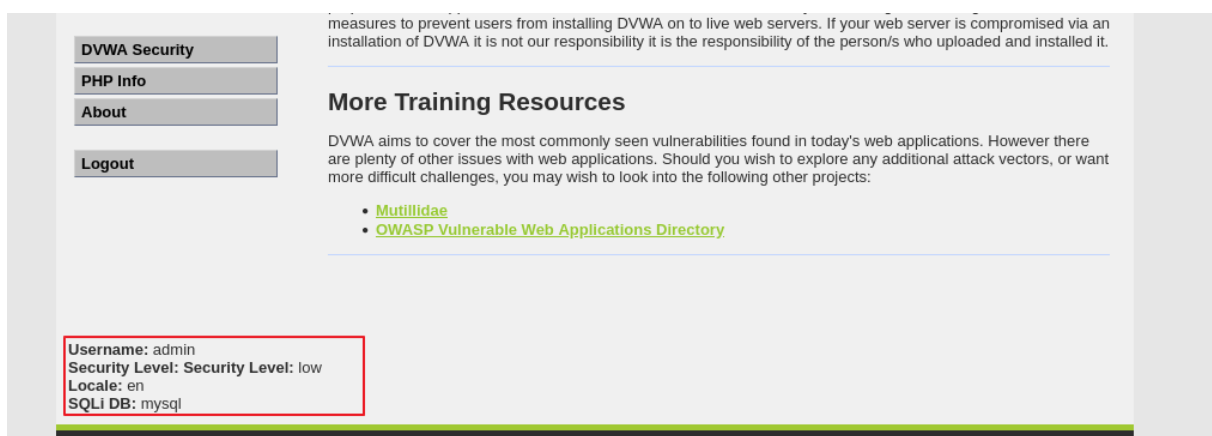 measures to prevent users from installing DVWA on to live web servers. If your web server is compromised via an
installation of DVWA it is not our responsibility it is the responsibility of the person/s who uploaded and installed it.
DVWA Security
PHP Info
About
Logout
More Training Resources
DVWA aims to cover the most commonly seen vulnerabilities found in today's web applications. However there
are plenty of other issues with web applications. Should you wish to explore any additional attack vectors, or want
more difficult challenges, you may wish to look into the following other projects:
• Mutillidae
• OWASP Vulnerable Web Applications Directory
Username: admin
Security Level: Security Level: low
Locale: en
SQLi DB: mysql